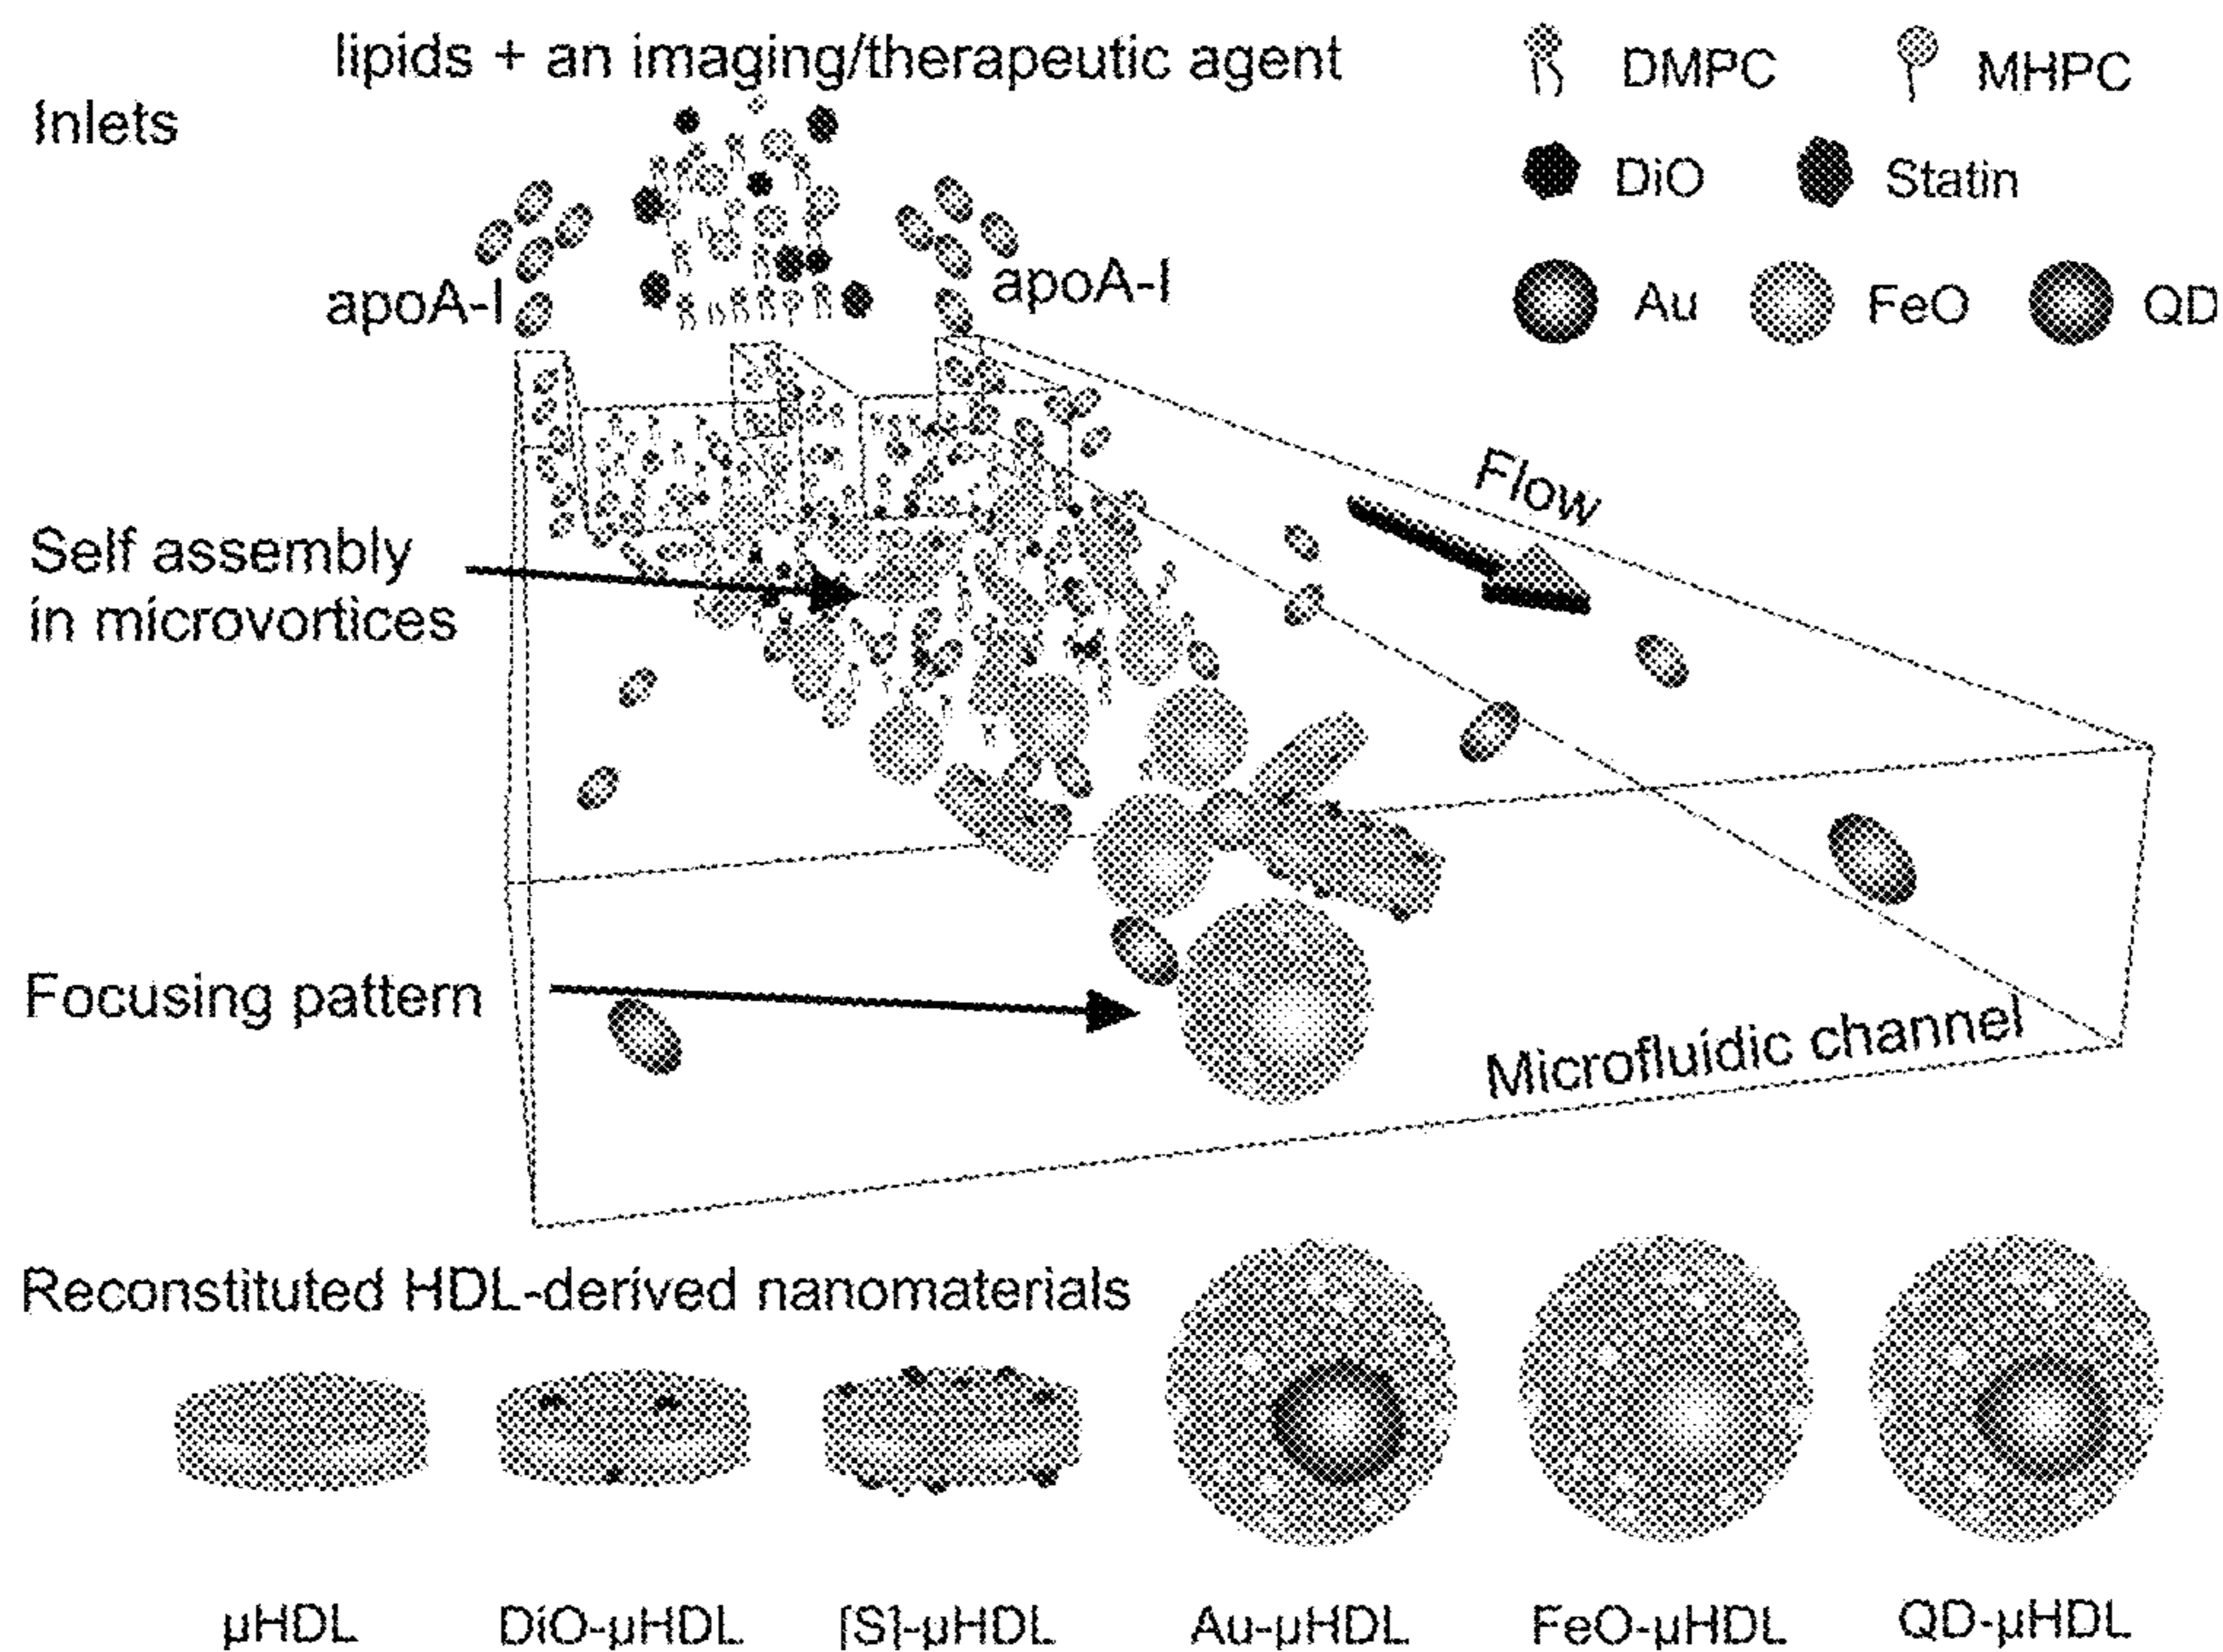 lipids + an imaging/therapeutic agent
Inlets
DMPC
MHPC
DiO
Statin
apoA-I
apoA-I
Au
FeO
QD
Flow
Self assembly
in microvortices
Focusing pattern
Microfluidic channel
Reconstituted HDL-derived nanomaterials
µHDL
DiO-µHDL
[S]-µHDL
Au-µHDL
FeO-µHDL
QD-µHDL